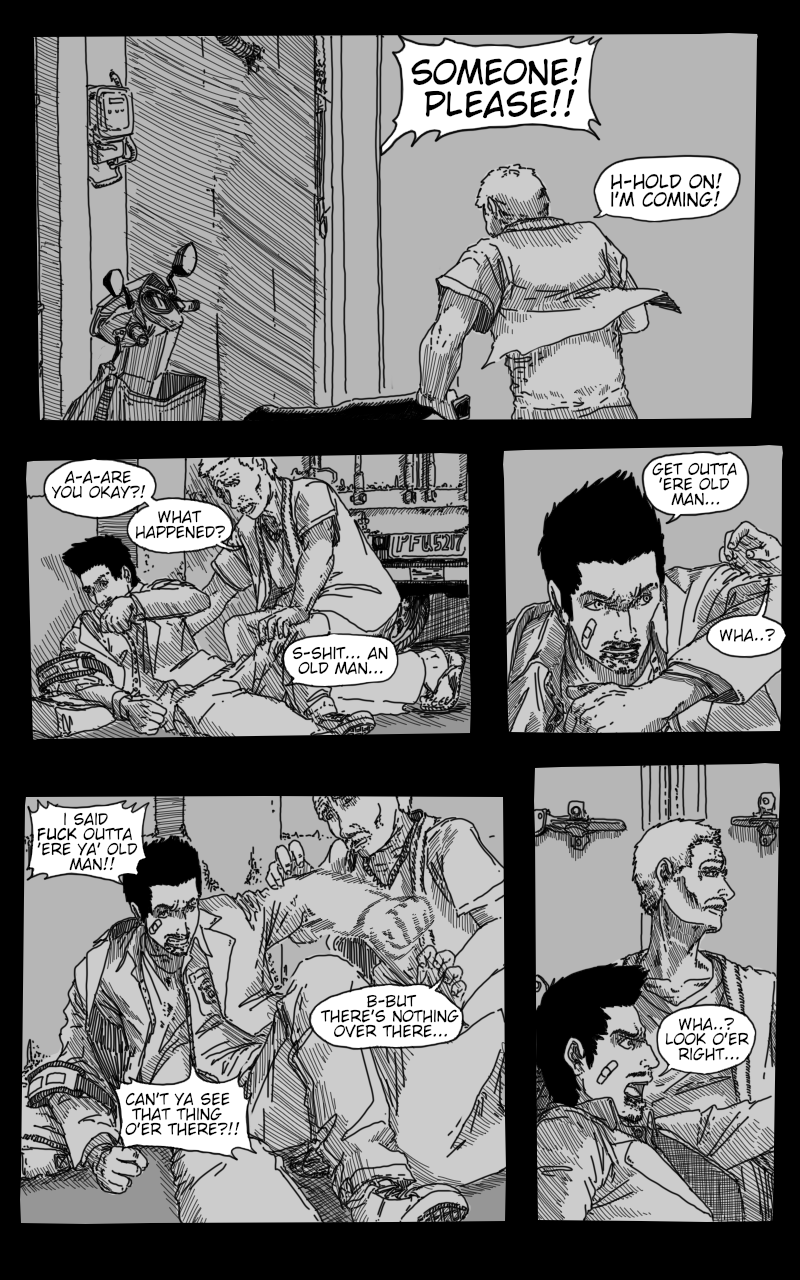 SOMEONE!
PLEASE!!
H-HOLD ON!
I'M COMING!
A-A-ARE
YOU OKAY?!
WHAT
HAPPENED?
S-SHIT... AN
OLD MAN...
GET OUTTA
'ERE OLD
MAN...
WHA..?
I SAID
FUCK OUTTA
'ERE YA' OLD
MAN!!
B-BUT
THERE'S NOTHING
OVER THERE...
CAN'T YA SEE
THAT THING
O'ER THERE?!!
WHA..?
LOOK O'ER
RIGHT...